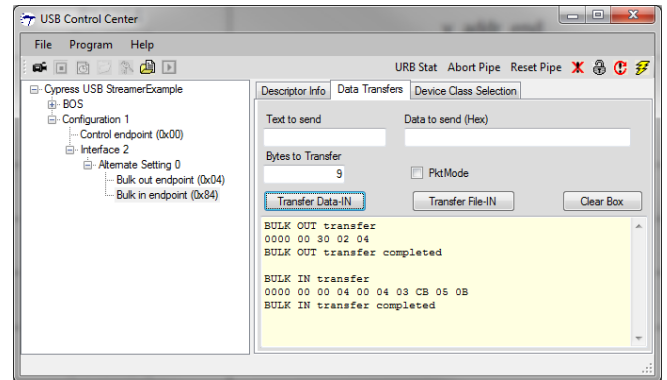 y addr end
USB Control Center
File Program Help
URB Stat Abort Pipe Reset Pipe
Cypress USB StreamerExample
BOS
Configuration 1
Control endpoint (0x00)
Interface 2
Alternate Setting 0
Bulk out endpoint (0x04)
Bulk in endpoint (0x84)
Descriptor Info Data Transfers Device Class Selection
Text to send Data to send (Hex)
Bytes to Transfer
9 PktMode
Transfer Data-IN Transfer File-IN Clear Box
BULK OUT transfer
0000 00 30 02 04
BULK OUT transfer completed
BULK IN transfer
0000 00 00 04 00 04 03 CB 05 0B
BULK IN transfer completed